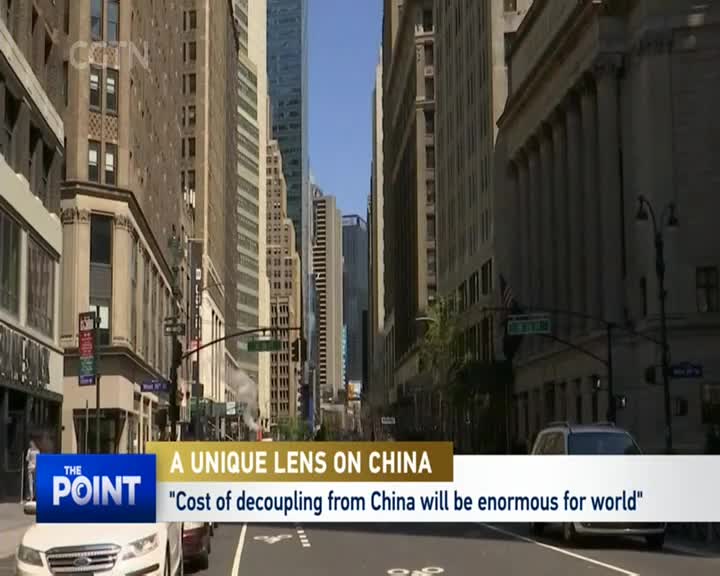 CGTN
THE
POINT
A UNIQUE LENS ON CHINA
"Cost of decoupling from China will be enormous for world"